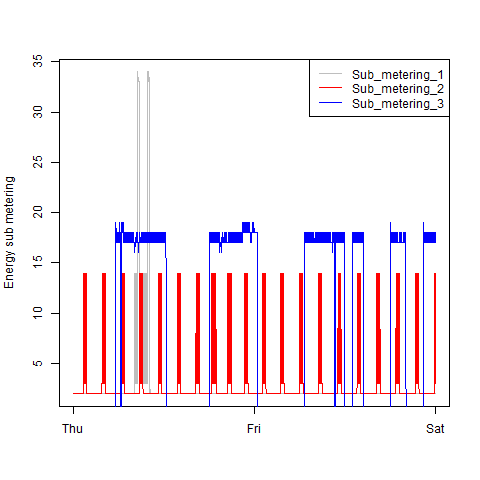 Sub_metering_1
Sub_metering_2
Sub_metering_3
Energy sub metering
35
30
25
20
15
10
5
Thu Fri Sat